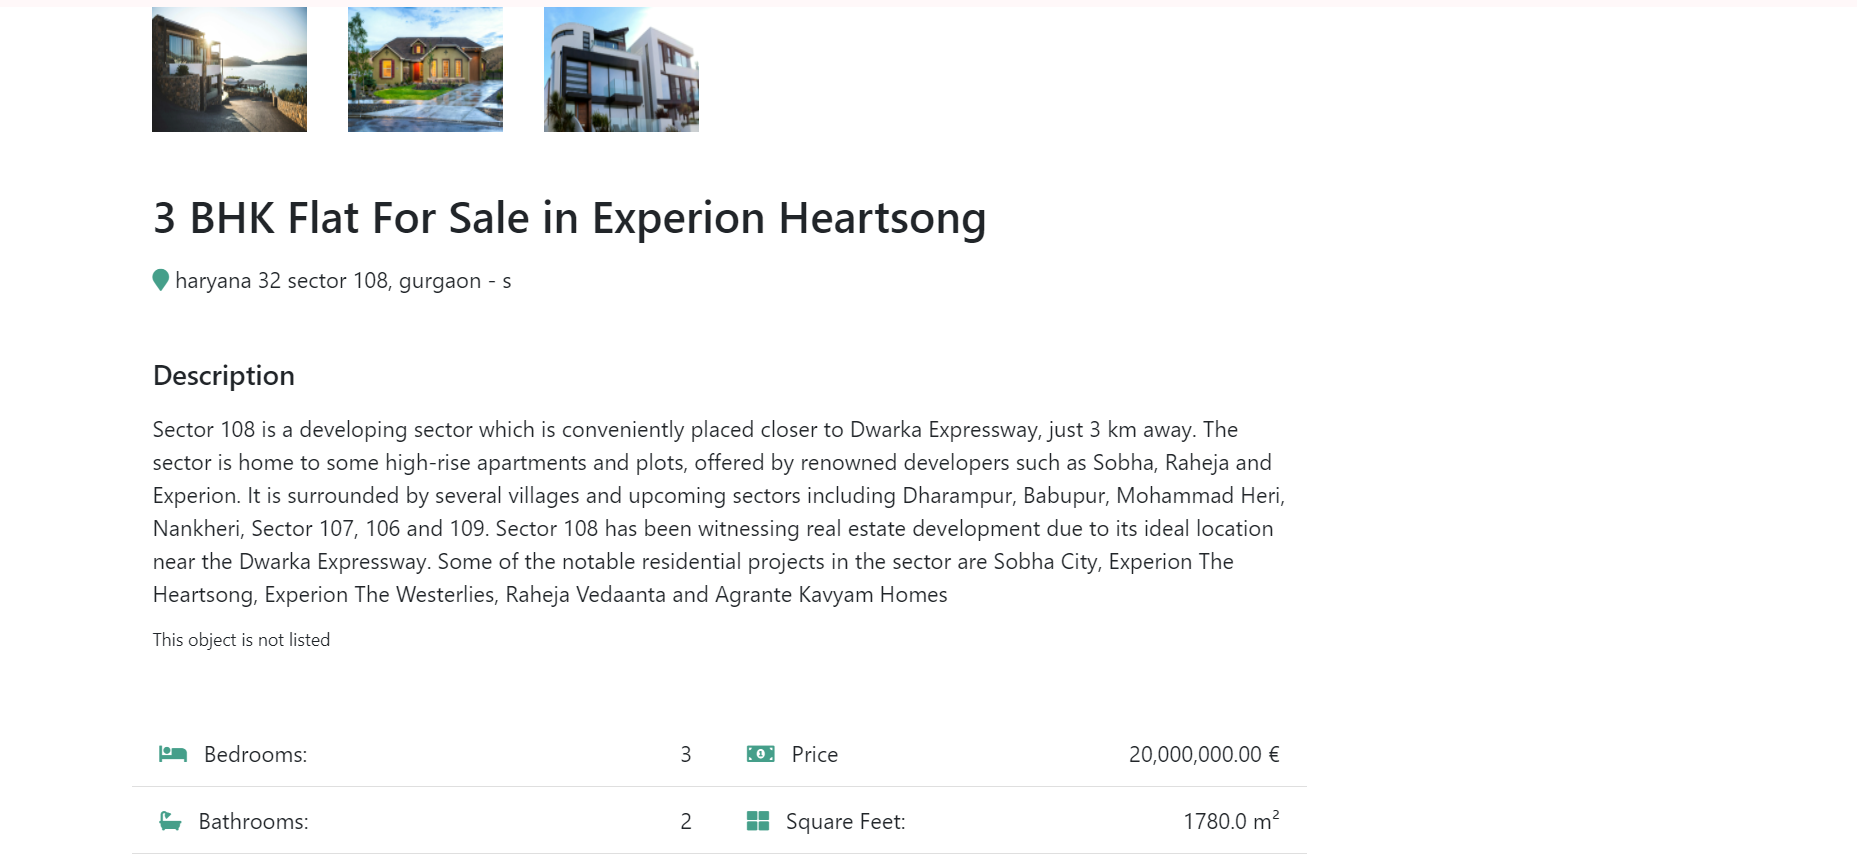 3 BHK Flat For Sale in Experion Heartsong
haryana 32 sector 108, gurgaon - s
Description
Sector 108 is a developing sector which is conveniently placed closer to Dwarka Expressway, just 3 km away. The
sector is home to some high-rise apartments and plots, offered by renowned developers such as Sobha, Raheja and
Experion. It is surrounded by several villages and upcoming sectors including Dharampur, Babupur, Mohammad Heri,
Nankheri, Sector 107, 106 and 109. Sector 108 has been witnessing real estate development due to its ideal location
near the Dwarka Expressway. Some of the notable residential projects in the sector are Sobha City, Experion The
Heartsong, Experion The Westerlies, Raheja Vedaanta and Agrante Kavyam Homes
This object is not listed
Bedrooms: 3 Price 20,000,000.00 €
Bathrooms: 2 Square Feet: 1780.0 m²